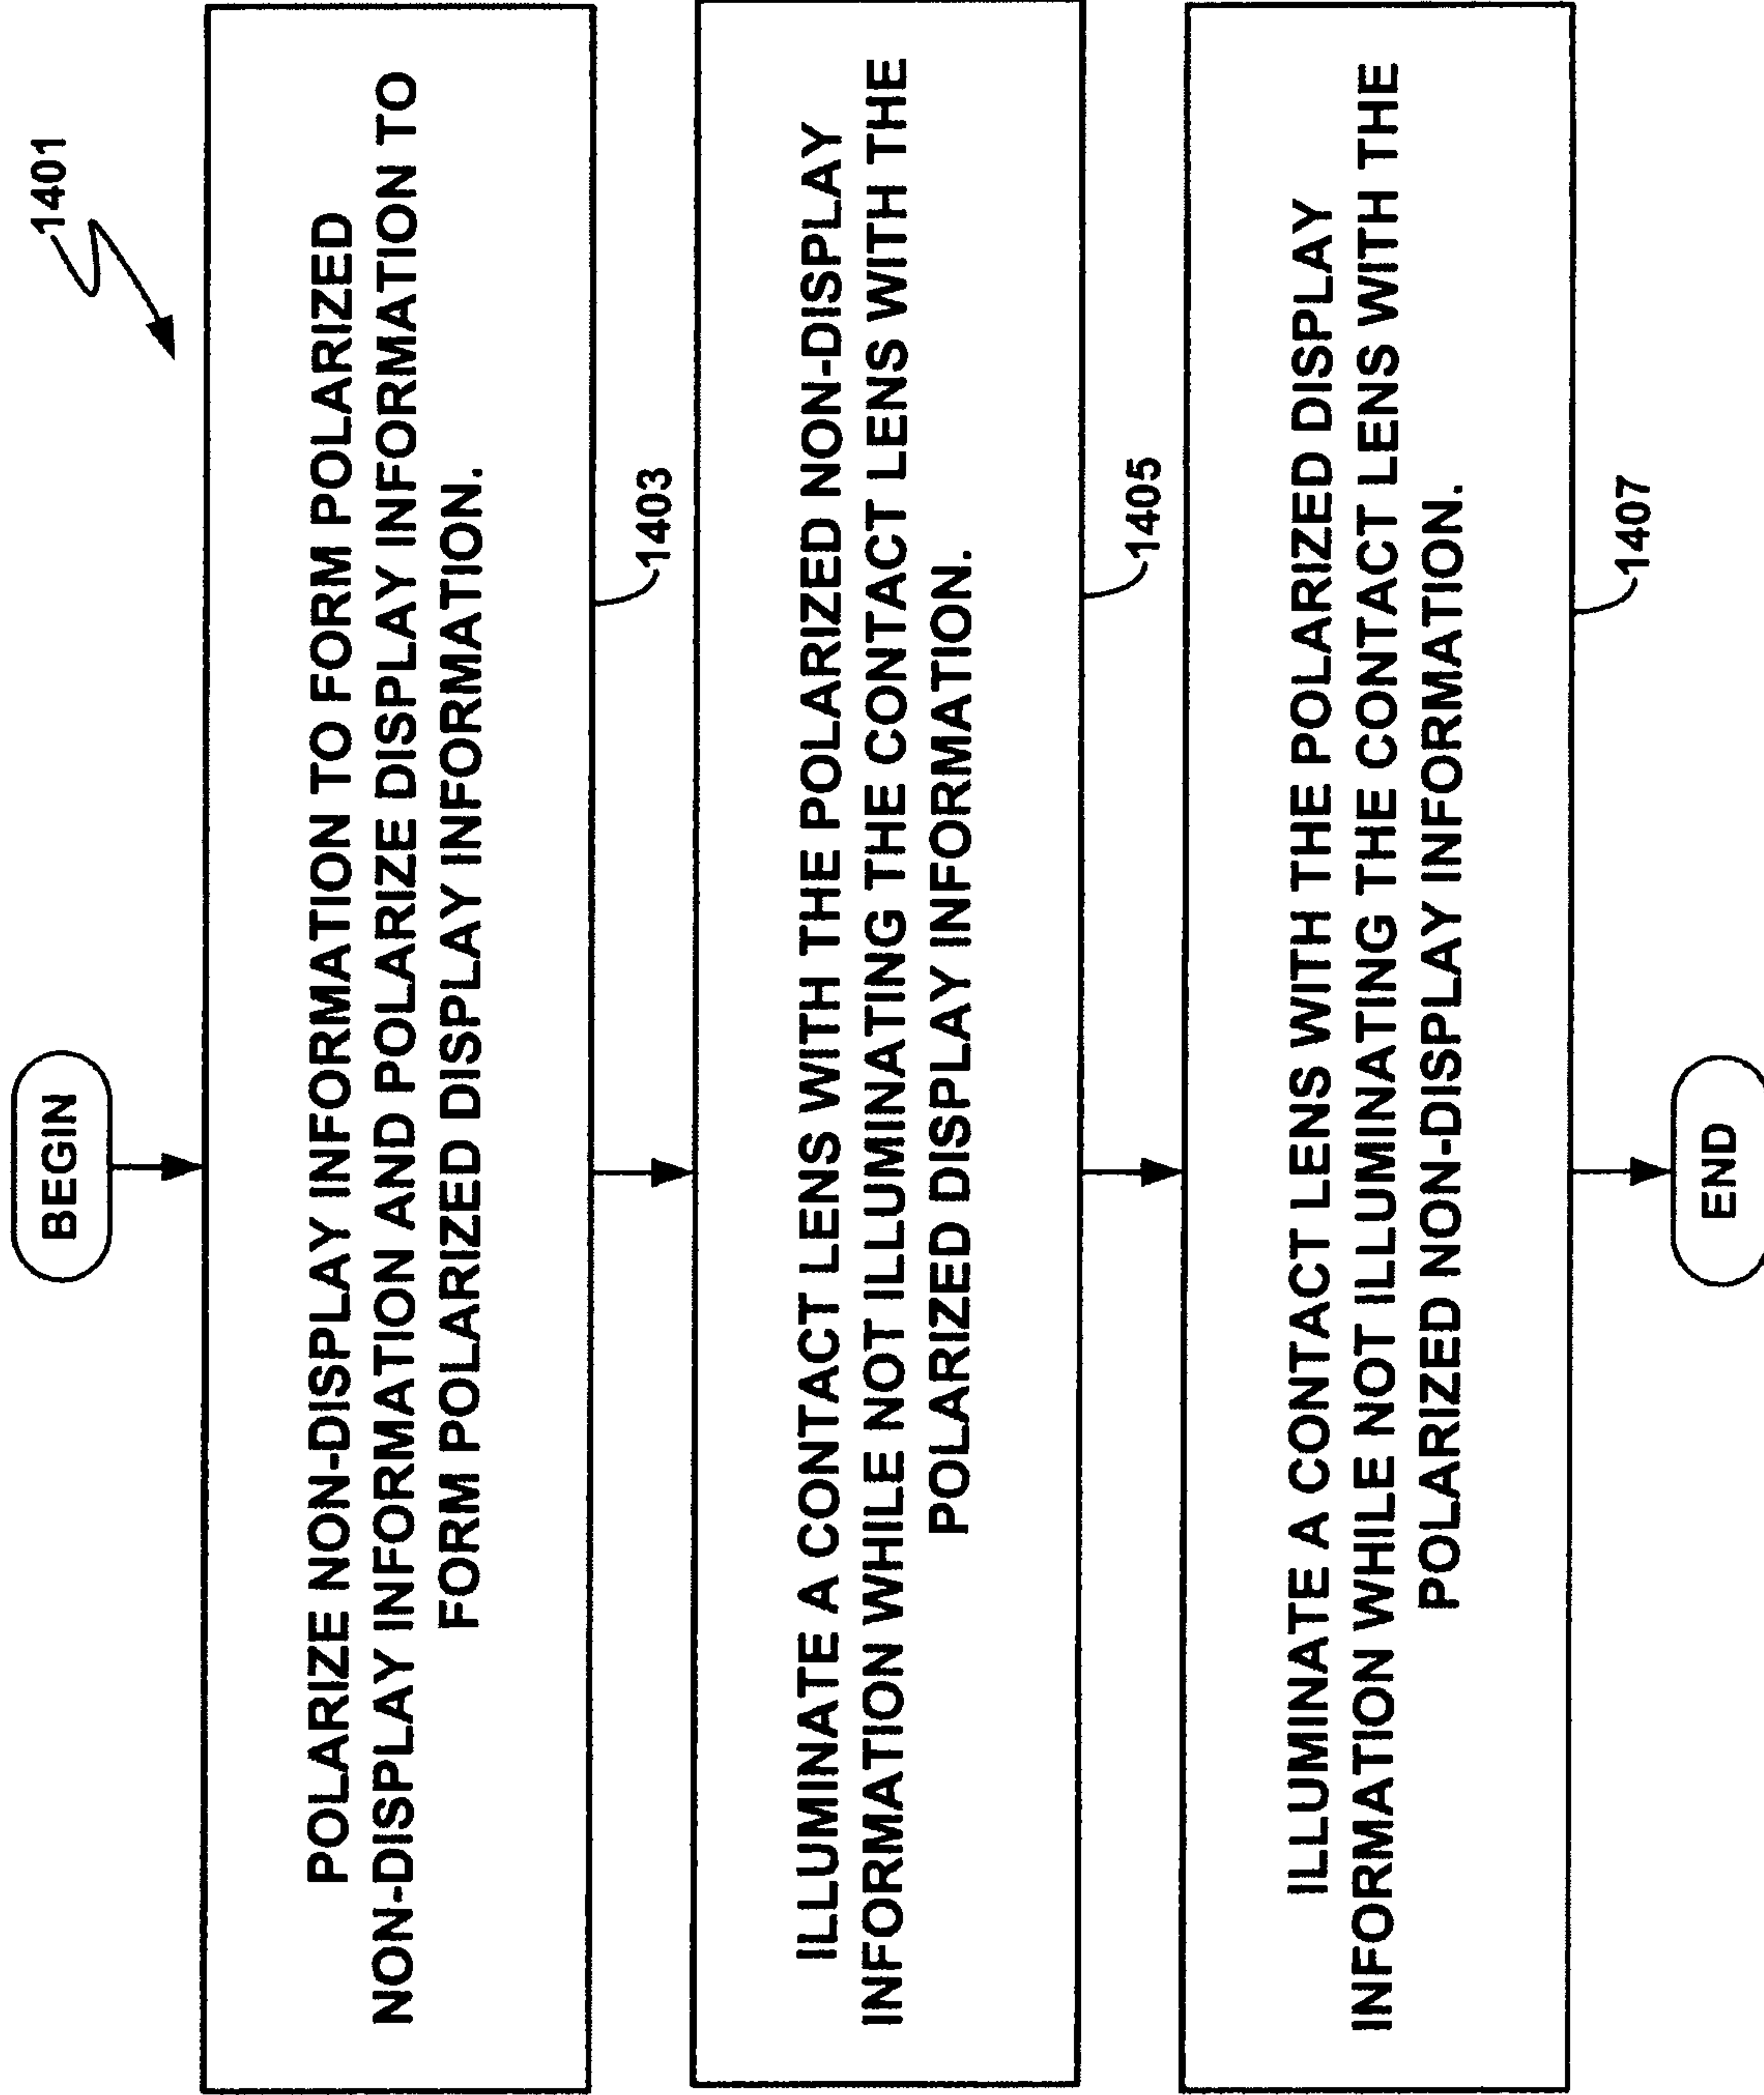 1401
BEGIN
POLARIZE NON-DISPLAY INFORMATION TO FORM POLARIZED
NON-DISPLAY INFORMATION AND POLARIZE DISPLAY INFORMATION TO
FORM POLARIZED DISPLAY INFORMATION.
1403
ILLUMINATE A CONTACT LENS WITH THE POLARIZED NON-DISPLAY
INFORMATION WHILE NOT ILLUMINATING THE CONTACT LENS WITH THE
POLARIZED DISPLAY INFORMATION.
1405
ILLUMINATE A CONTACT LENS WITH THE POLARIZED DISPLAY
INFORMATION WHILE NOT ILLUMINATING THE CONTACT LENS WITH THE
POLARIZED NON-DISPLAY INFORMATION.
1407
END